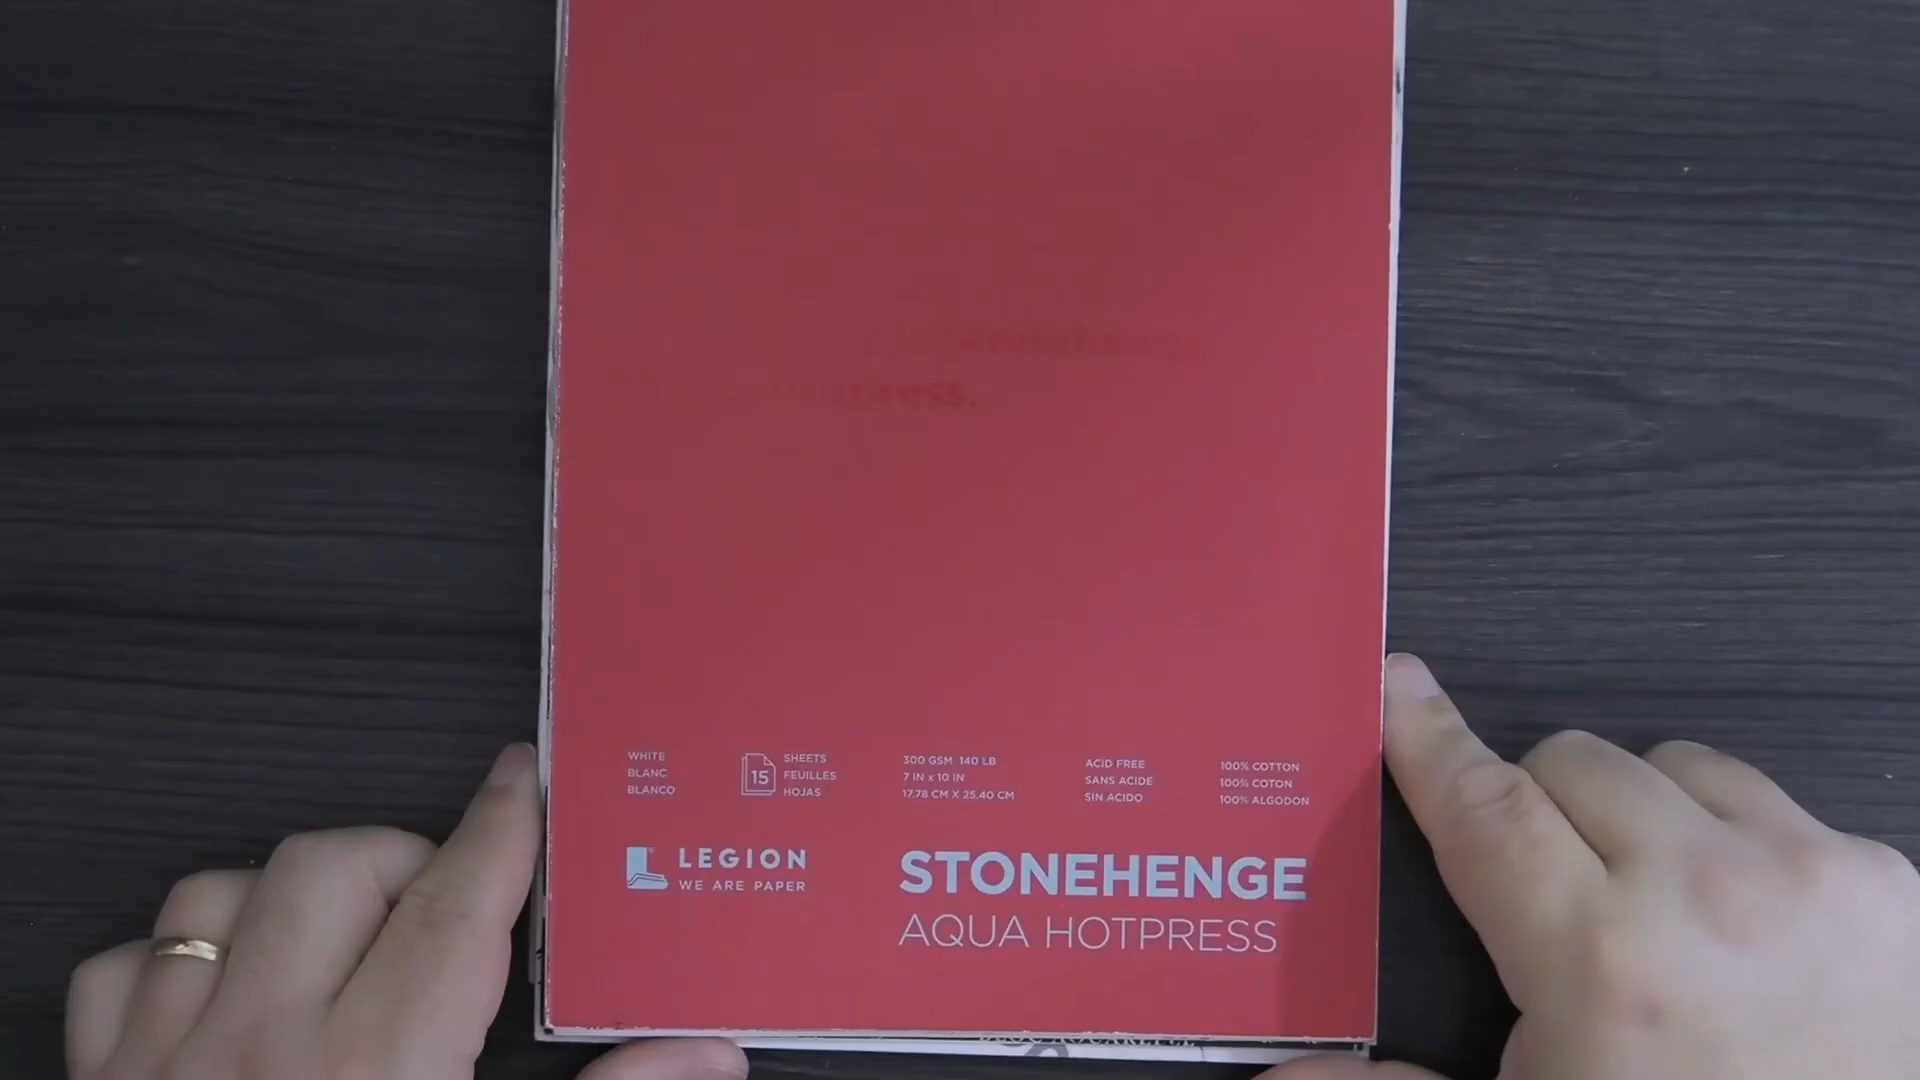 Stonehenge
press.
WHITE
BLANC
BLANCO
15
SHEETS
FEUILLES
HOJAS
300 GSM 140 LB
7 IN x 10 IN
17.78 CM X 25.40 CM
ACID FREE
SANS ACIDE
SIN ACIDO
100% COTTON
100% COTON
100% ALGODON
LEGION
WE ARE PAPER
STONEHENGE
AQUA HOTPRESS